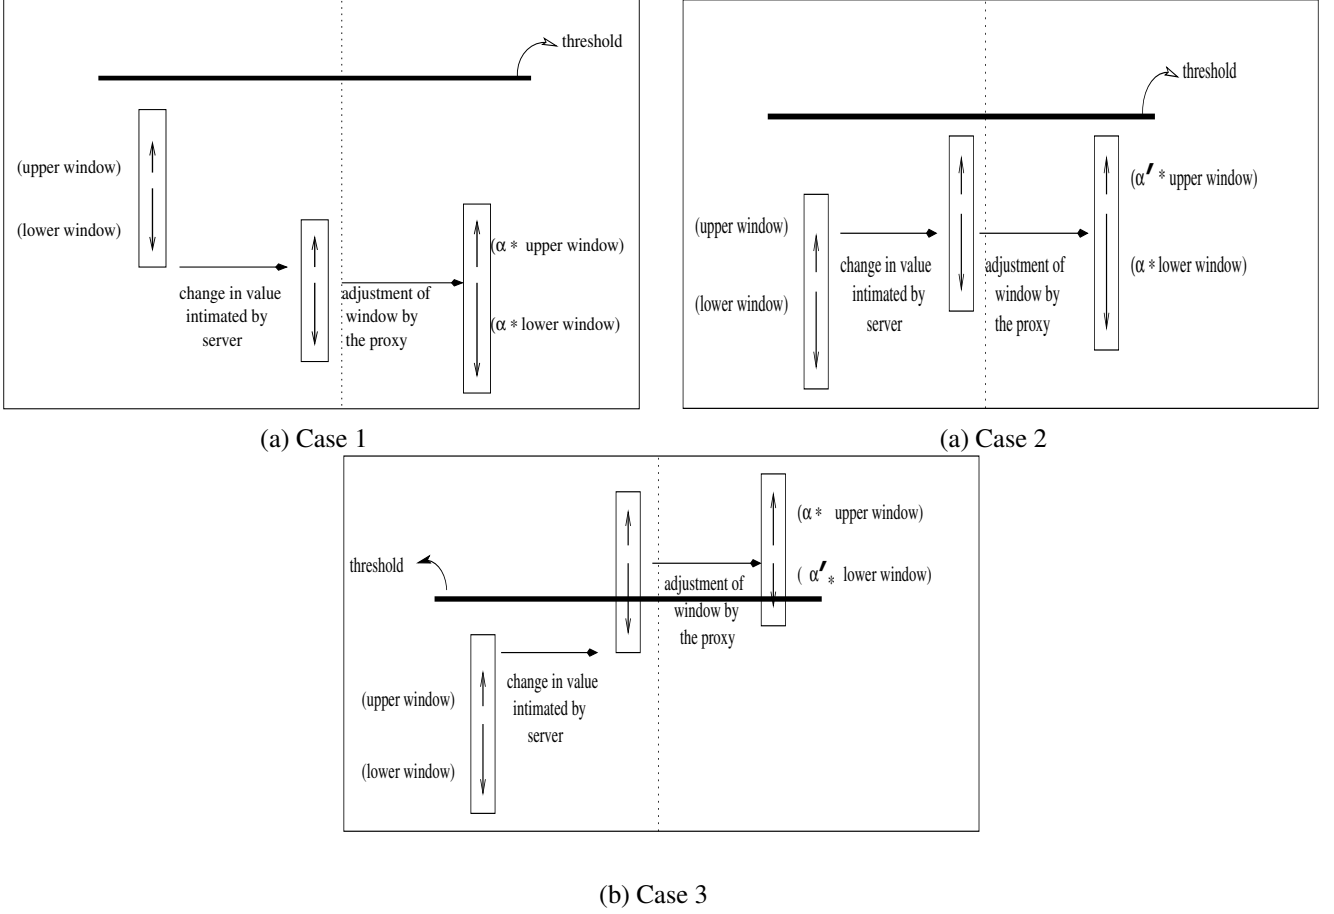 threshold
(upper window)
(lower window)
change in value
intimated by
server
adjustment of
window by
the proxy
(α * upper window)
(α * lower window)
(a) Case 1
threshold
(upper window)
(lower window)
change in value
intimated by
server
adjustment of
window by
the proxy
(α′ * upper window)
(α * lower window)
(a) Case 2
threshold
(upper window)
(lower window)
change in value
intimated by
server
adjustment of
window by
the proxy
(α * upper window)
( α′ * lower window)
(b) Case 3